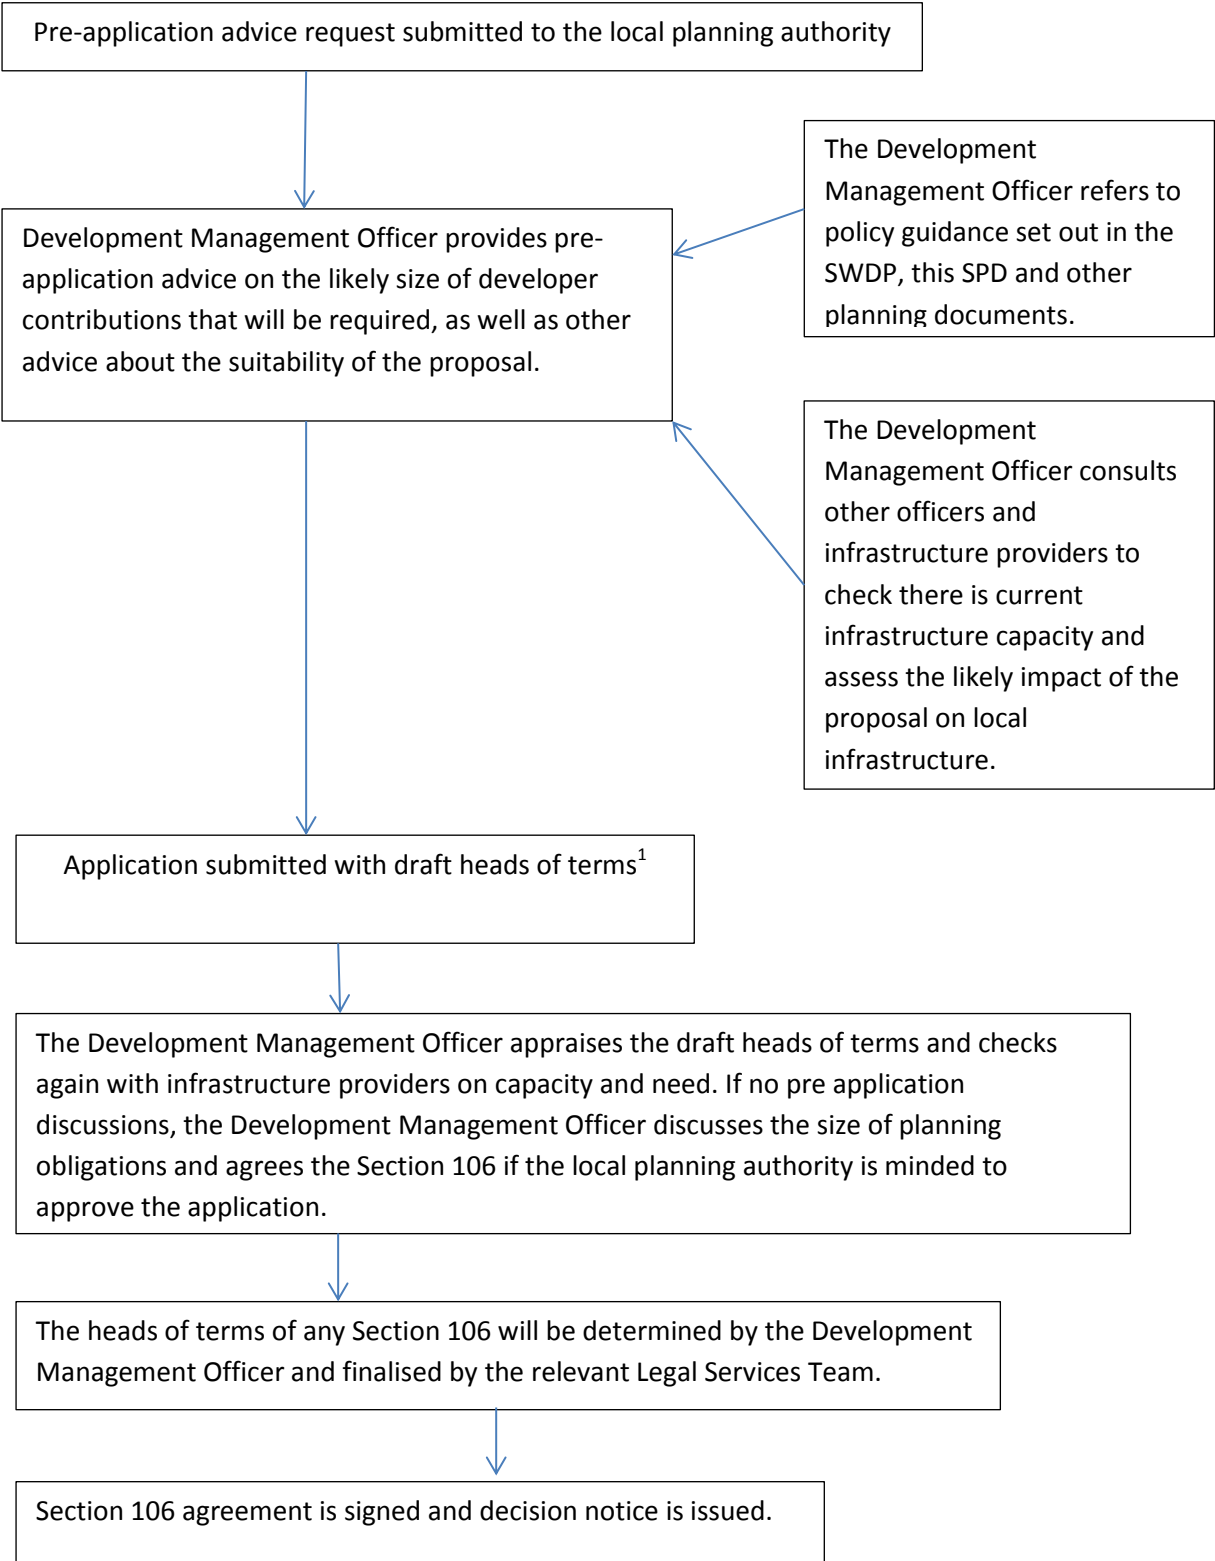 Pre-application advice request submitted to the local planning authority
The Development
Management Officer refers to
policy guidance set out in the
SWDP, this SPD and other
planning documents.
Development Management Officer provides pre-
application advice on the likely size of developer
contributions that will be required, as well as other
advice about the suitability of the proposal.
The Development
Management Officer consults
other officers and
infrastructure providers to
check there is current
infrastructure capacity and
assess the likely impact of the
proposal on local
infrastructure.
Application submitted with draft heads of terms¹
The Development Management Officer appraises the draft heads of terms and checks
again with infrastructure providers on capacity and need. If no pre application
discussions, the Development Management Officer discusses the size of planning
obligations and agrees the Section 106 if the local planning authority is minded to
approve the application.
The heads of terms of any Section 106 will be determined by the Development
Management Officer and finalised by the relevant Legal Services Team.
Section 106 agreement is signed and decision notice is issued.